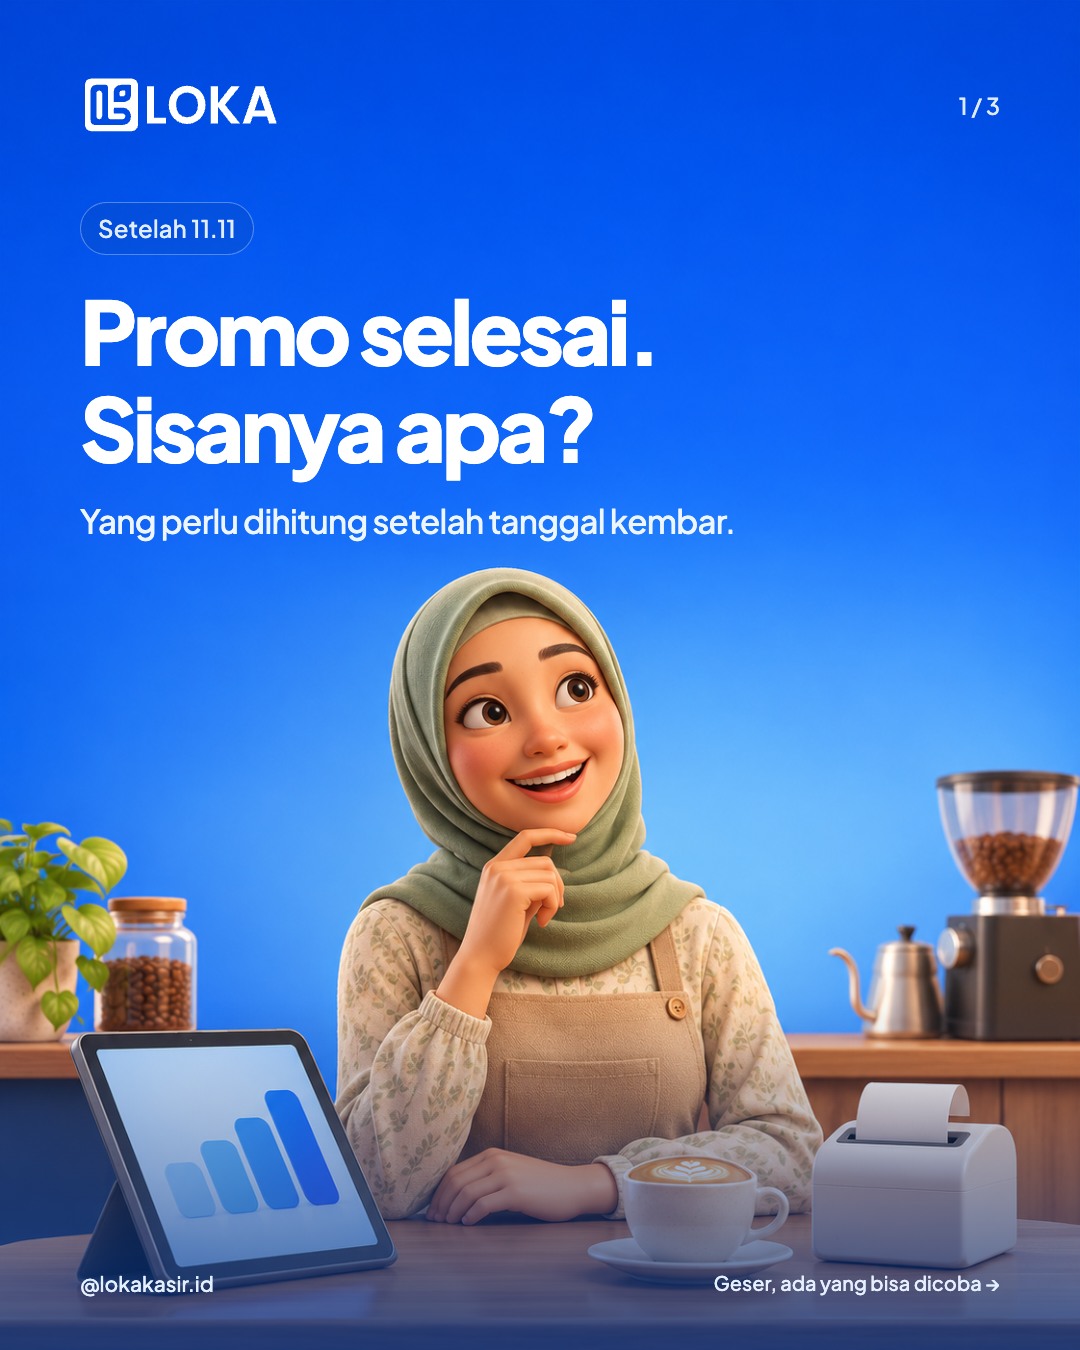 LOKA
1 / 3
Setelah 11.11
Promo selesai.
Sisanya apa?
Yang perlu dihitung setelah tanggal kembar.
@lokakasir.id
Geser, ada yang bisa dicoba →